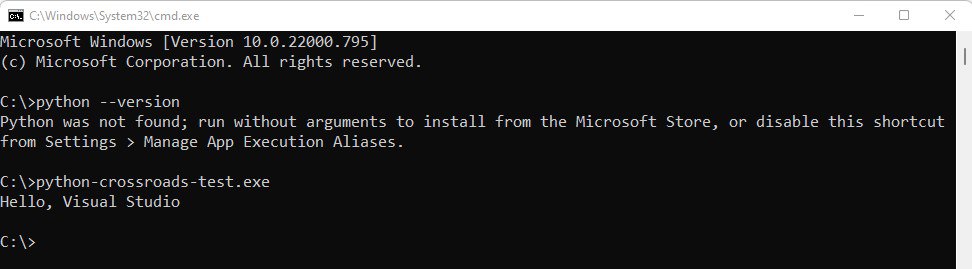 C:\Windows\System32\cmd.exe
Microsoft Windows [Version 10.0.22000.795]
(c) Microsoft Corporation. All rights reserved.
C:\>python --version
Python was not found; run without arguments to install from the Microsoft Store, or disable this shortcut
from Settings > Manage App Execution Aliases.
C:\>python-crossroads-test.exe
Hello, Visual Studio
C:\>